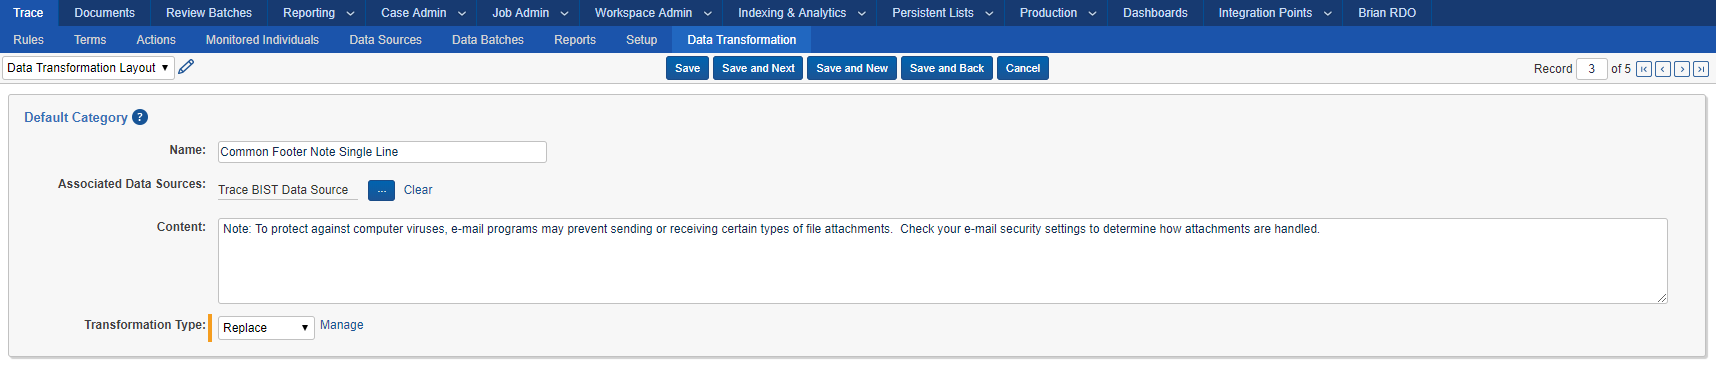 Trace Documents Review Batches Reporting Case Admin Job Admin Workspace Admin Indexing & Analytics Persistent Lists Production Dashboards Integration Points Brian RDO
Rules Terms Actions Monitored Individuals Data Sources Data Batches Reports Setup Data Transformation
Data Transformation Layout Save Save and Next Save and New Save and Back Cancel Record 3 of 5
Default Category ?
Name: Common Footer Note Single Line
Associated Data Sources: Trace BIST Data Source ... Clear
Content: Note: To protect against computer viruses, e-mail programs may prevent sending or receiving certain types of file attachments.  Check your e-mail security settings to determine how attachments are handled.
Transformation Type: Replace Manage